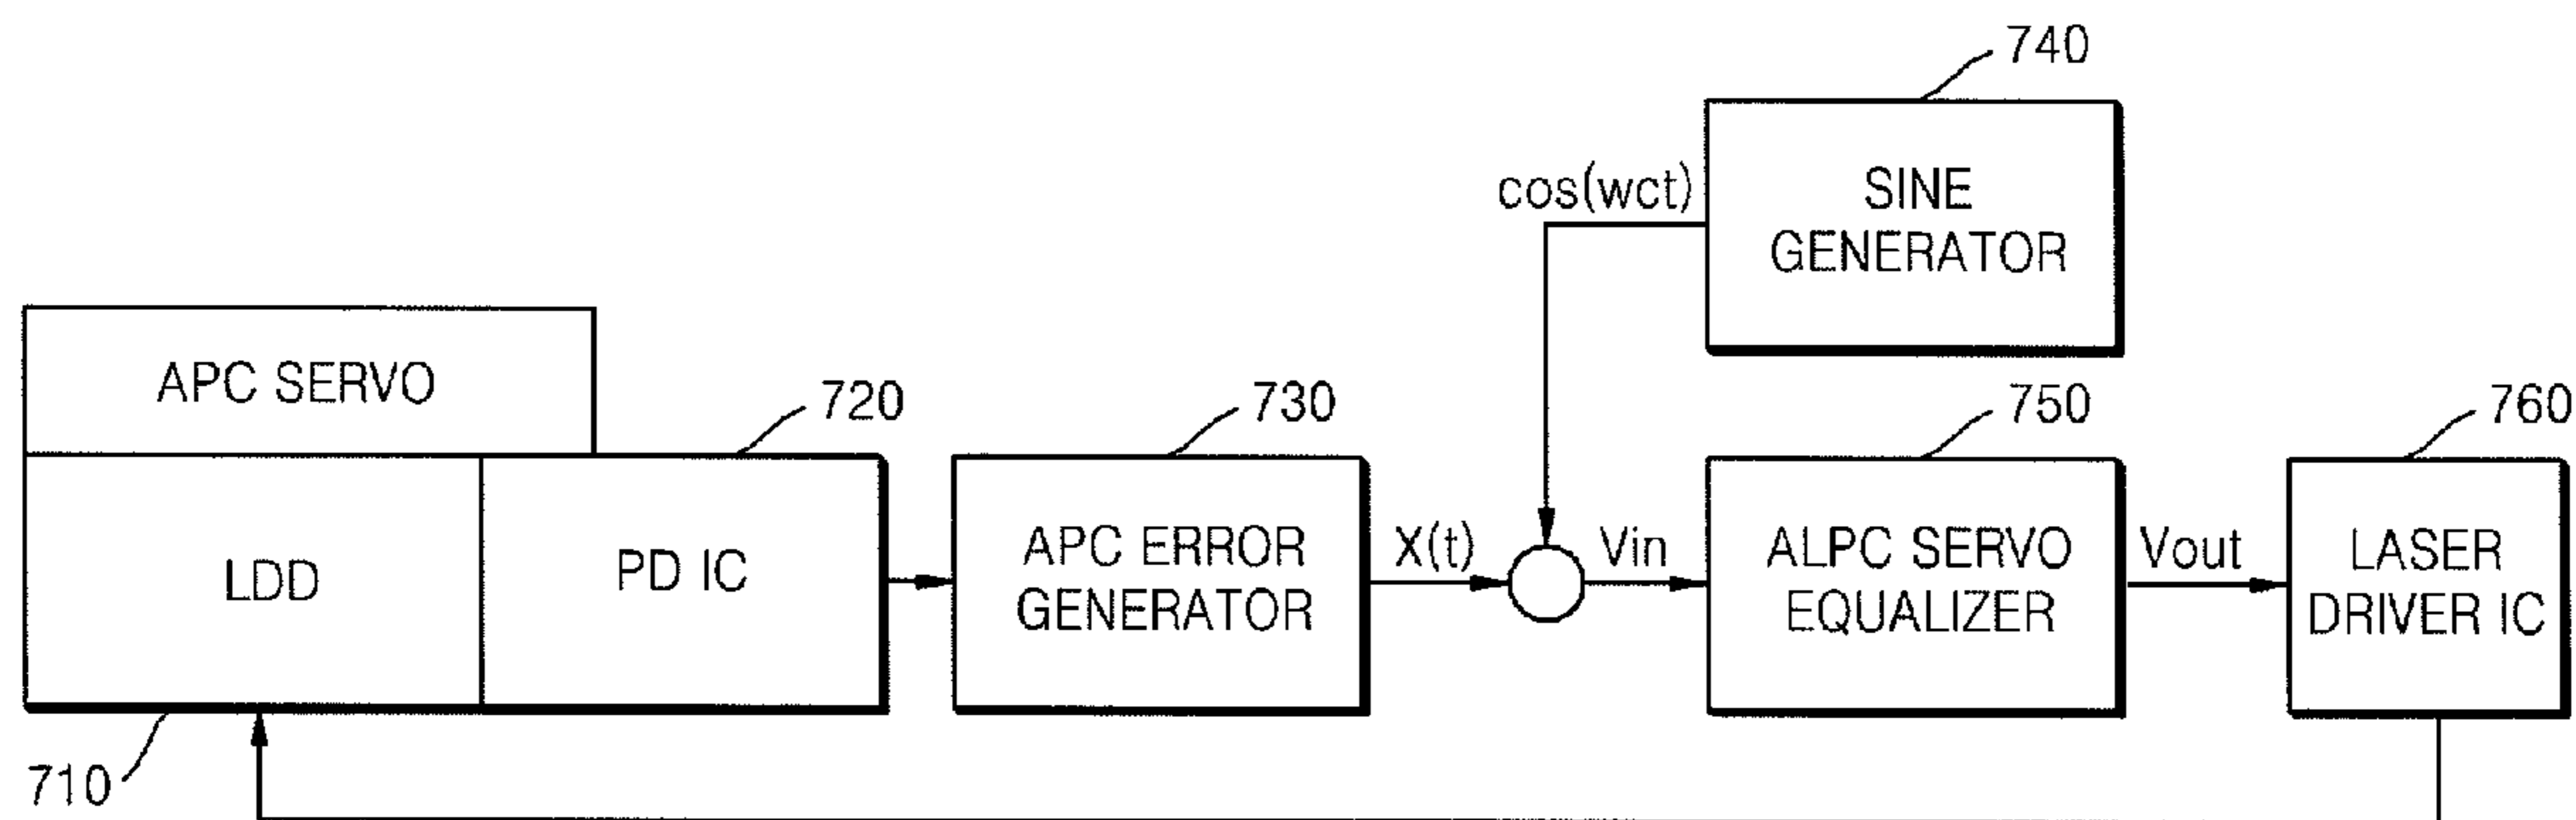 740
cos(wct)
SINE
GENERATOR
APC SERVO
720
730
750
760
LDD
PD IC
APC ERROR
GENERATOR
X(t)
Vin
ALPC SERVO
EQUALIZER
Vout
LASER
DRIVER IC
710